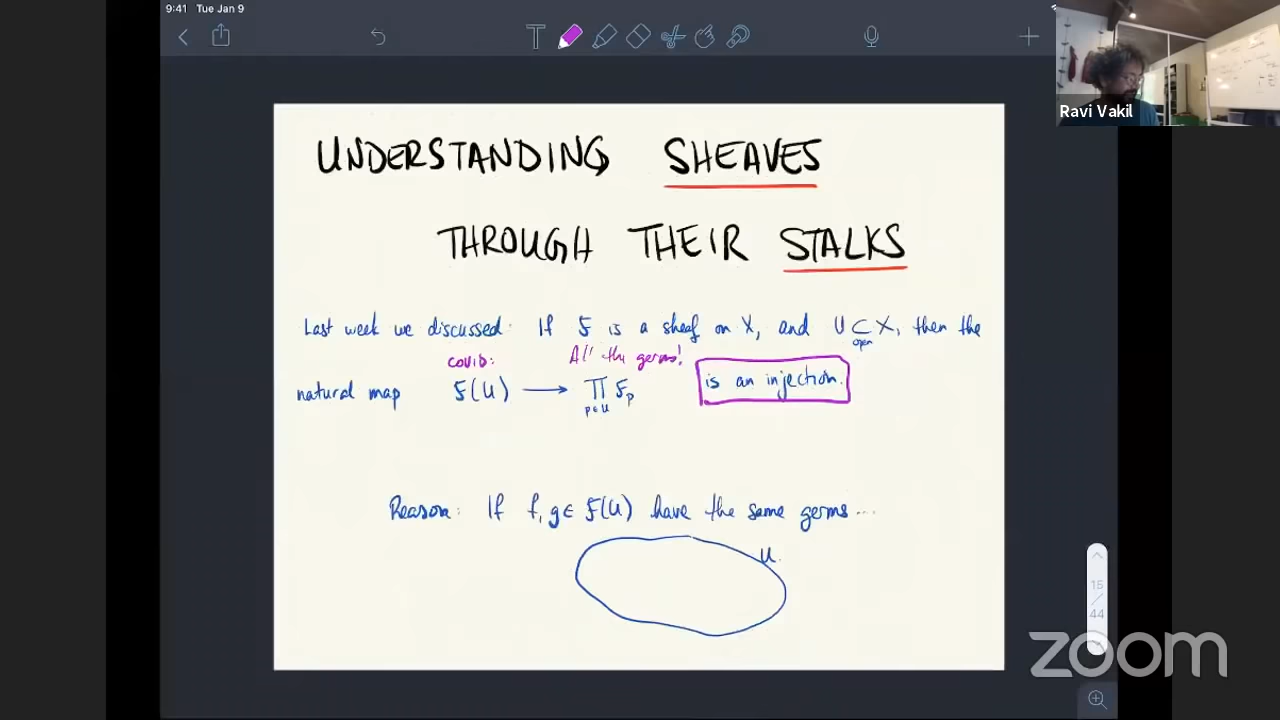 9:41 Tue Jan 9
Ravi Vakil
UNDERSTANDING SHEAVES
THROUGH THEIR STALKS
Last week we discussed: If F is a sheaf on X, and U ⊂ X, then the
open
covid: All the germs!
natural map F(U) → ∏ F_p is an injection.
p∈U
Reason: If f, g ∈ F(U) have the same germs...
U
15
/
44
zoom